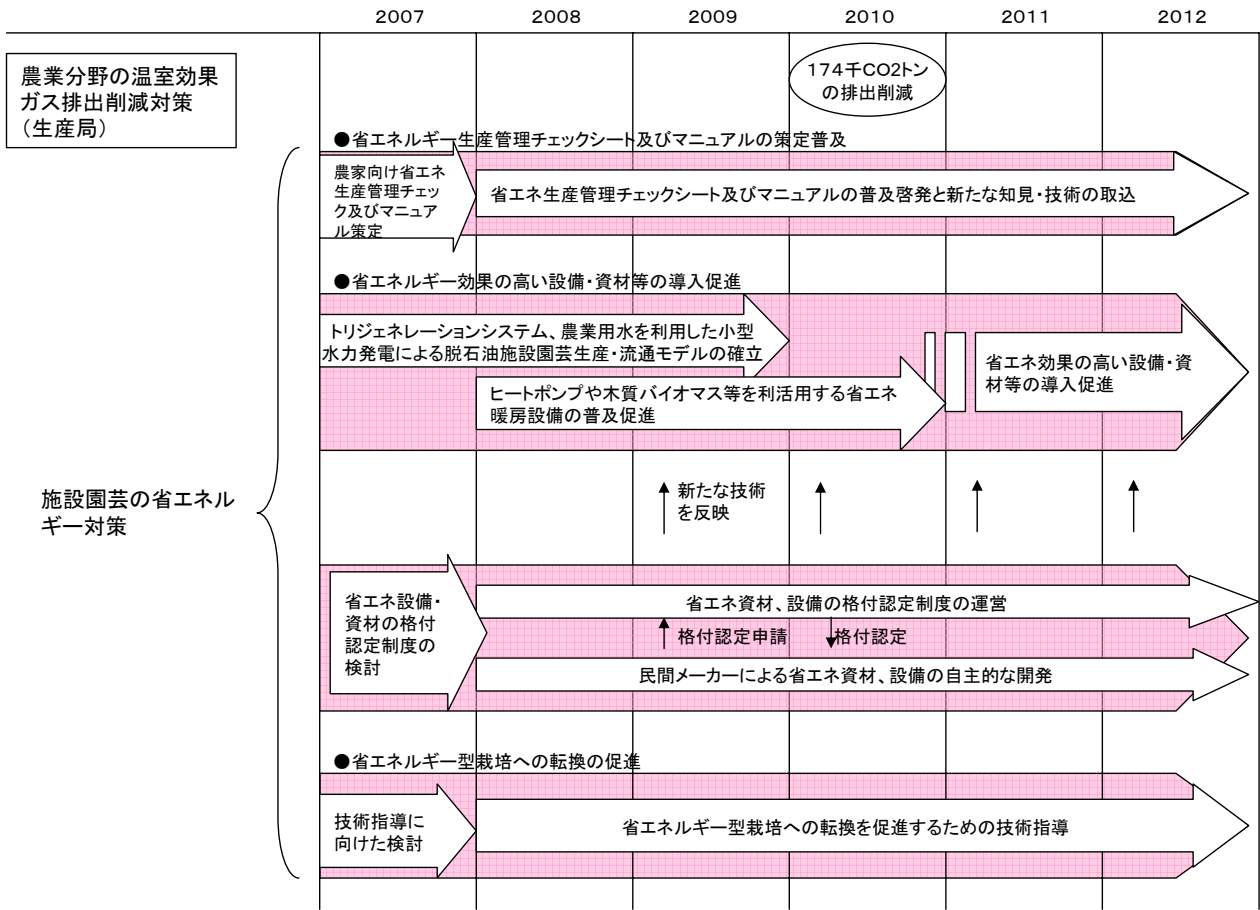 2007 2008 2009 2010 2011 2012
農業分野の温室効果
ガス排出削減対策
(生産局)
174千CO2トン
の排出削減
●省エネルギー生産管理チェックシート及びマニュアルの策定普及
農家向け省エネ
生産管理チェッ
ク及びマニュア
ル策定
省エネ生産管理チェックシート及びマニュアルの普及啓発と新たな知見・技術の取込
●省エネルギー効果の高い設備・資材等の導入促進
トリジェネレーションシステム、農業用水を利用した小型
水力発電による脱石油施設園芸生産・流通モデルの確立
ヒートポンプや木質バイオマス等を利活用する省エネ
暖房設備の普及促進
省エネ効果の高い設備・資
材等の導入促進
施設園芸の省エネル
ギー対策
新たな技術
を反映
省エネ設備・
資材の格付
認定制度の
検討
省エネ資材、設備の格付認定制度の運営
格付認定申請
格付認定
民間メーカーによる省エネ資材、設備の自主的な開発
●省エネルギー型栽培への転換の促進
技術指導に
向けた検討
省エネルギー型栽培への転換を促進するための技術指導